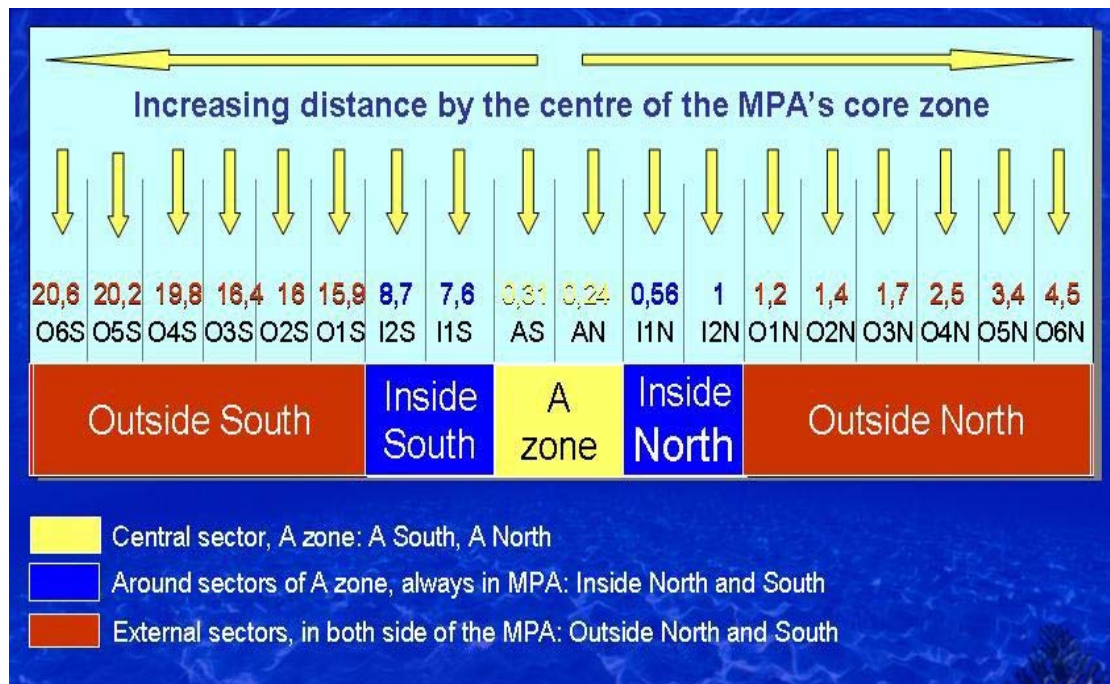 Increasing distance by the centre of the MPA's core zone
20,6 20,2 19,8 16,4 16 15,9 8,7 7,6 0,31 0,24 0,56 1 1,2 1,4 1,7 2,5 3,4 4,5
O6S O5S O4S O3S O2S O1S I2S I1S AS AN I1N I2N O1N O2N O3N O4N O5N O6N
Outside South
Inside
South
A
zone
Inside
North
Outside North
Central sector, A zone: A South, A North
Around sectors of A zone, always in MPA: Inside North and South
External sectors, in both side of the MPA: Outside North and South